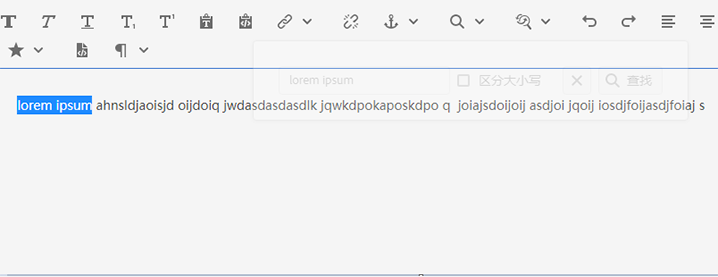 lorem ipsum
区分大小写
查找
lorem ipsum ahnsldjaoisjd oijdoiq jwdasdasdasdlk jqwkdpokaposkdpo q joiajsdoijoij asdjoi jqoij iosdjfoijasdjfoiaj s